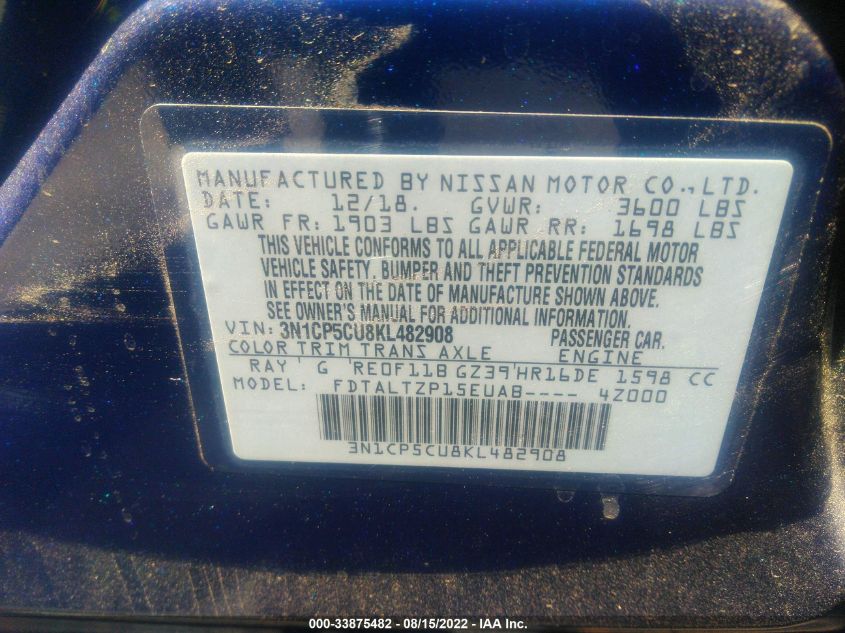 MANUFACTURED BY NISSAN MOTOR CO., LTD.
DATE: 12/18. GVWR: 3600 LBS
GAWR FR: 1903 LBS GAWR RR: 1698 LBS
THIS VEHICLE CONFORMS TO ALL APPLICABLE FEDERAL MOTOR
VEHICLE SAFETY, BUMPER AND THEFT PREVENTION STANDARDS
IN EFFECT ON THE DATE OF MANUFACTURE SHOWN ABOVE.
SEE OWNER'S MANUAL FOR ADDITIONAL INFORMATION.
VIN: 3N1CP5CU8KL482908 PASSENGER CAR.
COLOR TRIM TRANS AXLE ENGINE
RAY ' G 'RE0F11B GZ39'HR16DE 1598 CC
MODEL: FDTALTZP15EUAB---- 4Z000
3N1CP5CU8KL482908
000-33875482 - 08/15/2022 - IAA Inc.